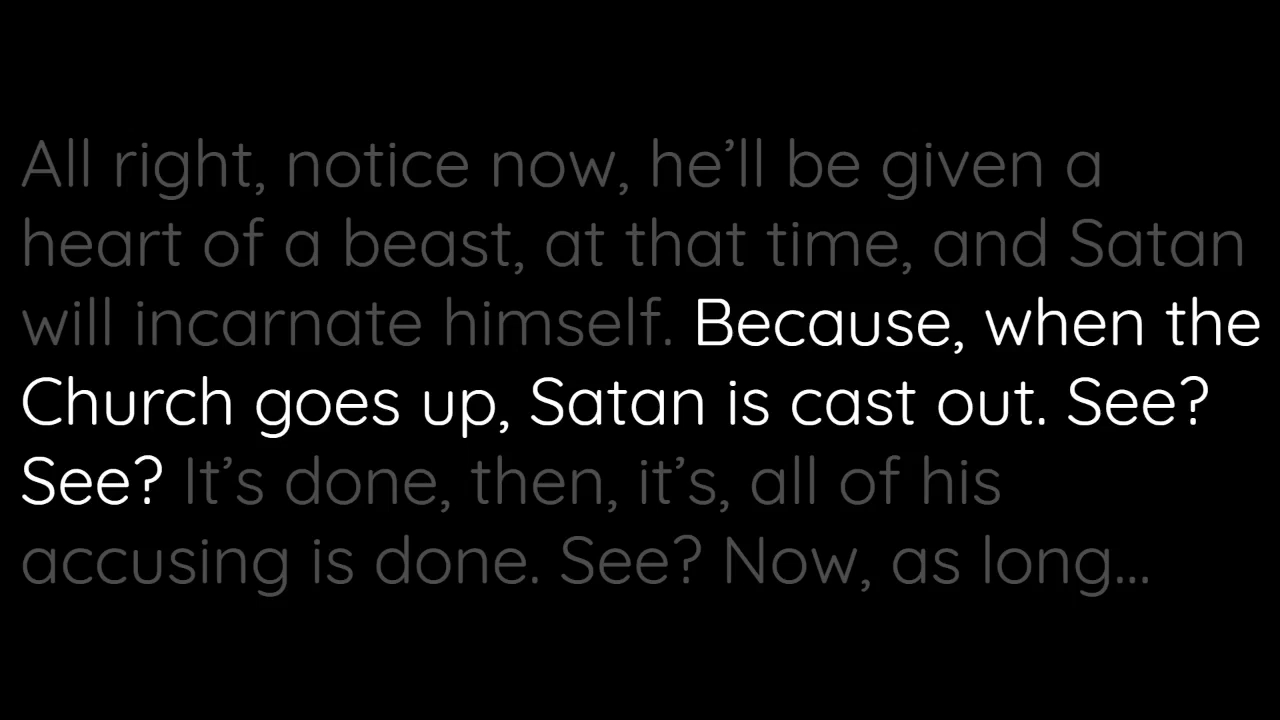 All right, notice now, he’ll be given a
heart of a beast, at that time, and Satan
will incarnate himself. Because, when the
Church goes up, Satan is cast out. See?
See? It’s done, then, it’s, all of his
accusing is done. See? Now, as long...